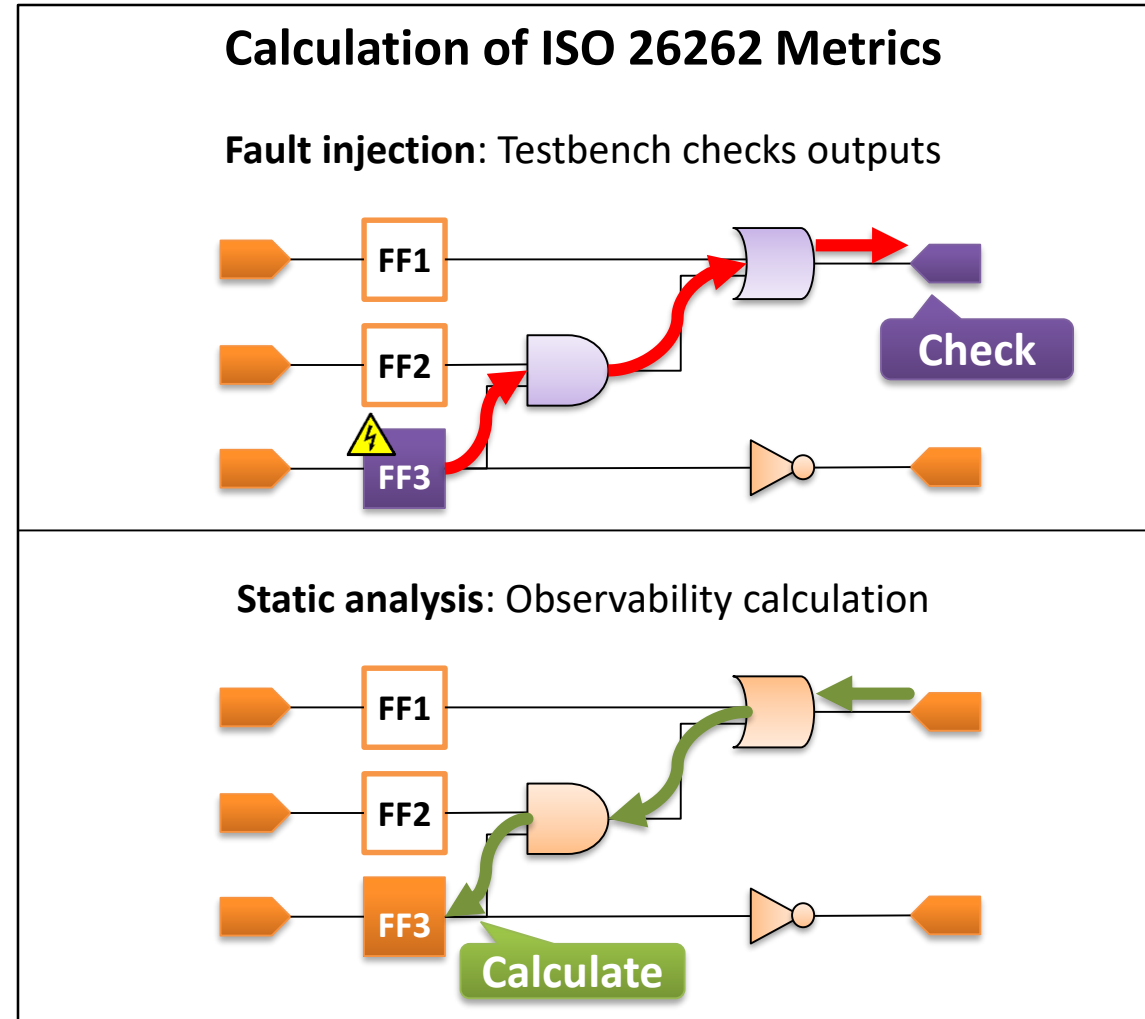 Calculation of ISO 26262 Metrics
Fault injection: Testbench checks outputs
FF1
FF2
Check
FF3
Static analysis: Observability calculation
FF1
FF2
FF3
Calculate